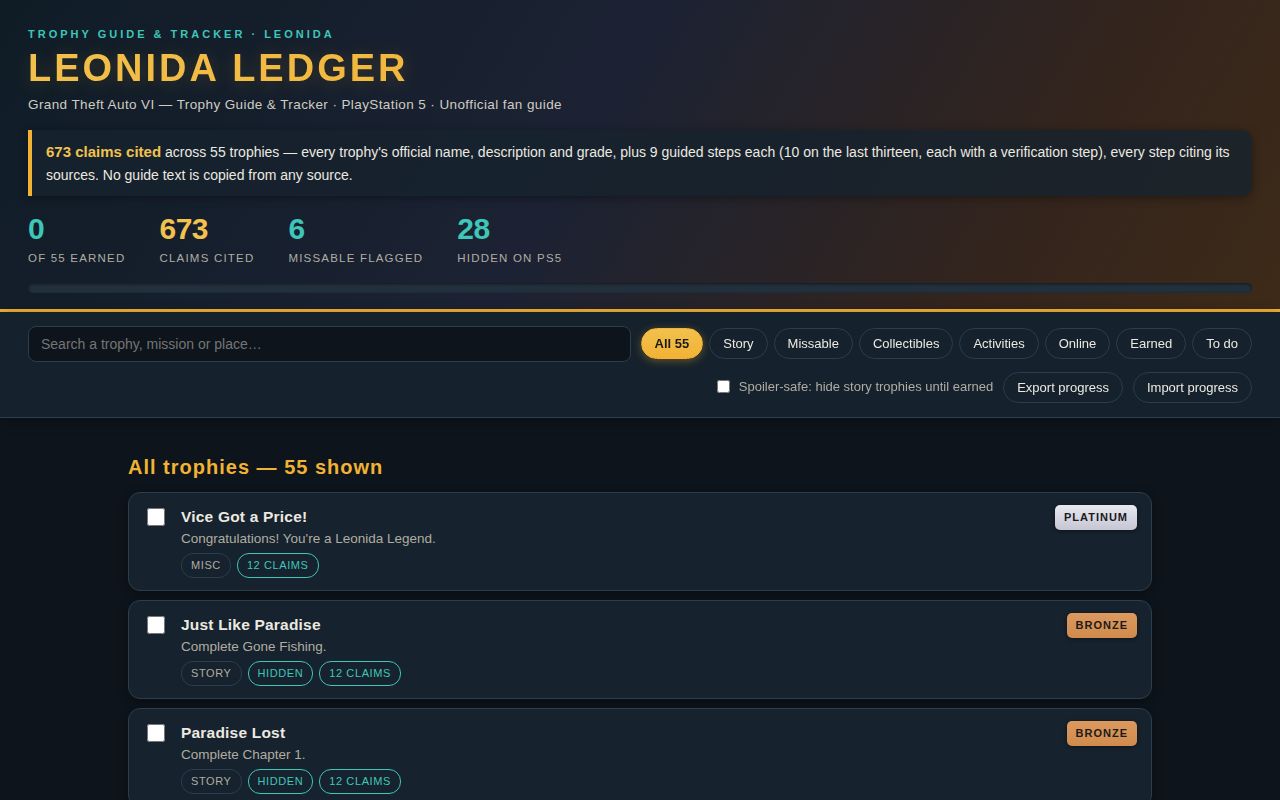 TROPHY GUIDE & TRACKER · LEONIDA
LEONIDA LEDGER
Grand Theft Auto VI — Trophy Guide & Tracker · PlayStation 5 · Unofficial fan guide
673 claims cited across 55 trophies — every trophy's official name, description and grade, plus 9 guided steps each (10 on the last thirteen, each with a verification step), every step citing its
sources. No guide text is copied from any source.
0 673 6 28
OF 55 EARNED CLAIMS CITED MISSABLE FLAGGED HIDDEN ON PS5
Search a trophy, mission or place… All 55 Story Missable Collectibles Activities Online Earned To do
Spoiler-safe: hide story trophies until earned Export progress Import progress
All trophies — 55 shown
Vice Got a Price! PLATINUM
Congratulations! You're a Leonida Legend.
MISC 12 CLAIMS
Just Like Paradise BRONZE
Complete Gone Fishing.
STORY HIDDEN 12 CLAIMS
Paradise Lost BRONZE
Complete Chapter 1.
STORY HIDDEN 12 CLAIMS